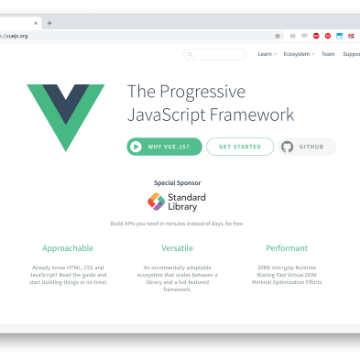 //vuejs.org
Learn Ecosystem Team Suppo
The Progressive
JavaScript Framework
WHY VUE.JS? GET STARTED GITHUB
Special Sponsor
Standard
Library
Build APIs you need in minutes instead of days, for free.
Approachable Versatile Performant
Already know HTML, CSS and
JavaScript? Read the guide and
start building things in no time!
An incrementally adoptable
ecosystem that scales between a
library and a full-featured
framework.
20KB min+gzip Runtime
Blazing Fast Virtual DOM
Minimal Optimization Efforts